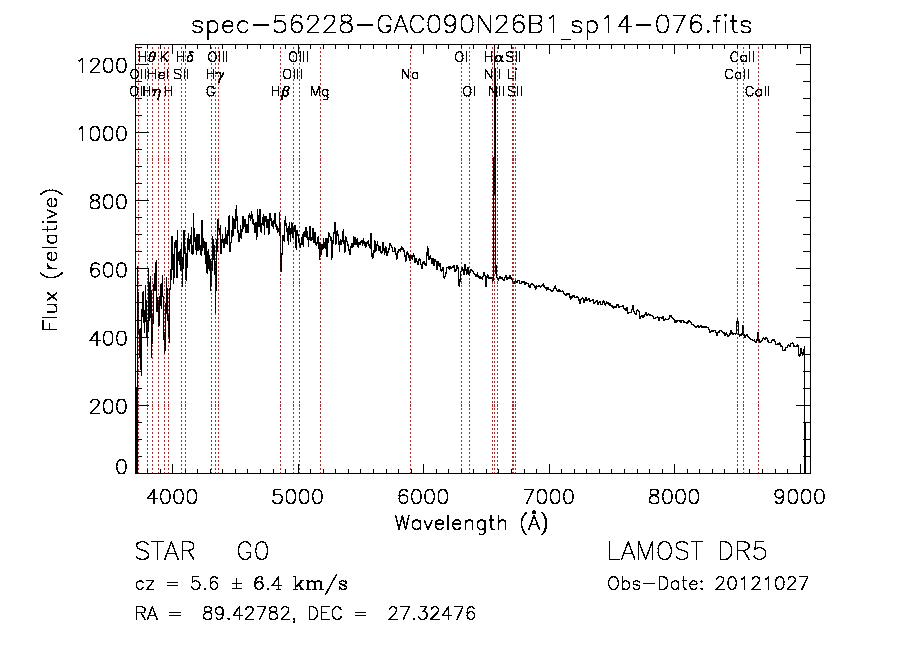 spec-56228-GAC090N26B1_sp14-076.fits
Hθ K Hδ OIII OIII OI Hα SII CaII
OII HeI SII Hγ OIII Na NII Li CaII
OII Hη H G Hβ Mg OI NII SII CaII
1200
1000
800
600
400
200
0
Flux (relative)
4000 5000 6000 7000 8000 9000
Wavelength (Å)
STAR G0 LAMOST DR5
cz = 5.6 ± 6.4 km/s Obs-Date: 20121027
RA = 89.42782, DEC = 27.32476